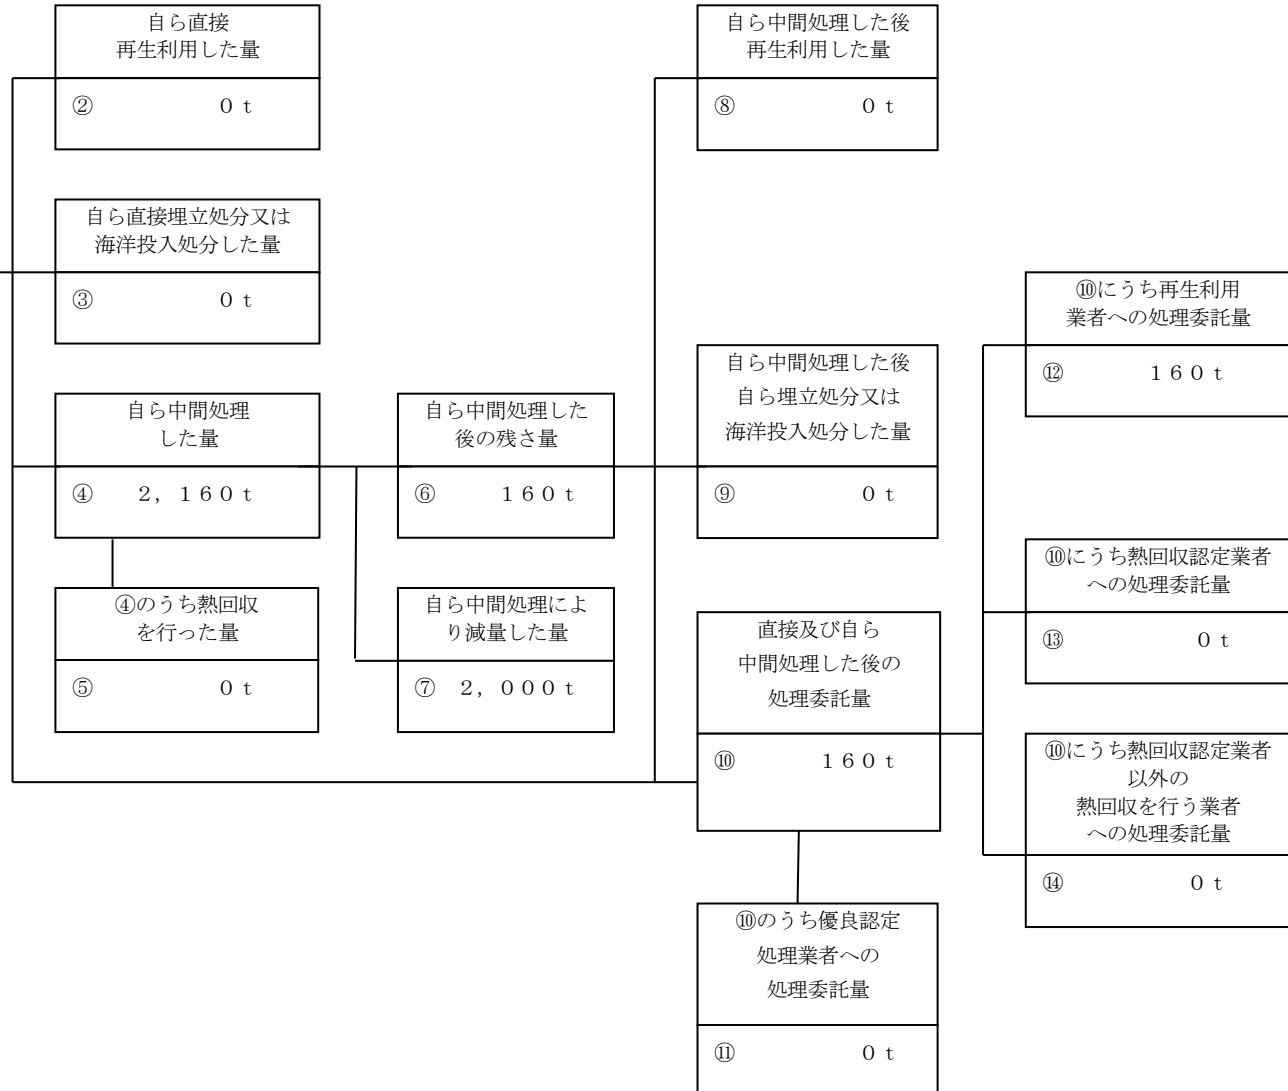 自ら直接
再生利用した量
② ０ｔ
自ら直接埋立処分又は
海洋投入処分した量
③ ０ｔ
自ら中間処理
した量
④ ２，１６０ｔ
④のうち熱回収
を行った量
⑤ ０ｔ
自ら中間処理した
後の残さ量
⑥ １６０ｔ
自ら中間処理によ
り減量した量
⑦ ２，０００ｔ
自ら中間処理した後
再生利用した量
⑧ ０ｔ
自ら中間処理した後
自ら埋立処分又は
海洋投入処分した量
⑨ ０ｔ
直接及び自ら
中間処理した後の
処理委託量
⑩ １６０ｔ
⑩のうち優良認定
処理業者への
処理委託量
⑪ ０ｔ
⑩にうち再生利用
業者への処理委託量
⑫ １６０ｔ
⑩にうち熱回収認定業者
への処理委託量
⑬ ０ｔ
⑩にうち熱回収認定業者
以外の
熱回収を行う業者
への処理委託量
⑭ ０ｔ